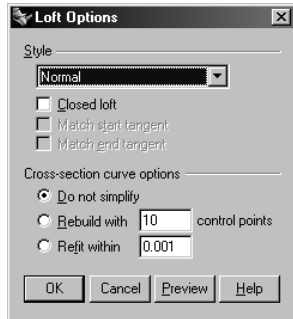 Loft Options
Style
Normal
Closed loft
Match start tangent
Match end tangent
Cross-section curve options
Do not simplify
Rebuild with 10 control points
Refit within 0.001
OK Cancel Preview Help